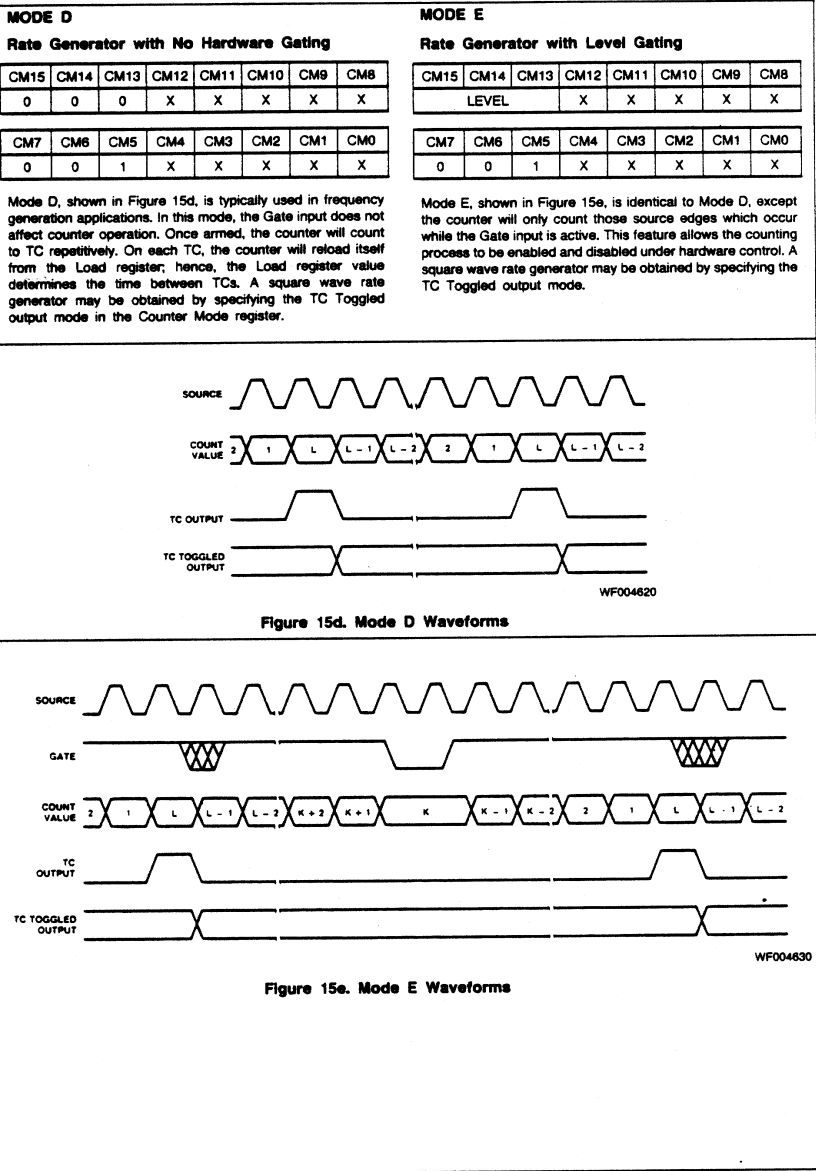 MODE D
Rate Generator with No Hardware Gating
CM15 CM14 CM13 CM12 CM11 CM10 CM9 CM8
0 0 0 X X X X X
CM7 CM6 CM5 CM4 CM3 CM2 CM1 CM0
0 0 1 X X X X X
Mode D, shown in Figure 15d, is typically used in frequency
generation applications. In this mode, the Gate input does not
affect counter operation. Once armed, the counter will count
to TC repetitively. On each TC, the counter will reload itself
from the Load register; hence, the Load register value
determines the time between TCs. A square wave rate
generator may be obtained by specifying the TC Toggled
output mode in the Counter Mode register.
MODE E
Rate Generator with Level Gating
CM15 CM14 CM13 CM12 CM11 CM10 CM9 CM8
LEVEL X X X X X
CM7 CM6 CM5 CM4 CM3 CM2 CM1 CM0
0 0 1 X X X X X
Mode E, shown in Figure 15e, is identical to Mode D, except
the counter will only count those source edges which occur
while the Gate input is active. This feature allows the counting
process to be enabled and disabled under hardware control. A
square wave rate generator may be obtained by specifying the
TC Toggled output mode.
SOURCE
COUNT
VALUE
2 1 L L - 1 L - 2 2 1 L L - 1 L - 2
TC OUTPUT
TC TOGGLED
OUTPUT
WF004620
Figure 15d. Mode D Waveforms
SOURCE
GATE
COUNT
VALUE
2 1 L L - 1 L - 2 K + 2 K + 1 K K - 1 K - 2 2 1 L L - 1 L - 2
TC
OUTPUT
TC TOGGLED
OUTPUT
WF004630
Figure 15e. Mode E Waveforms